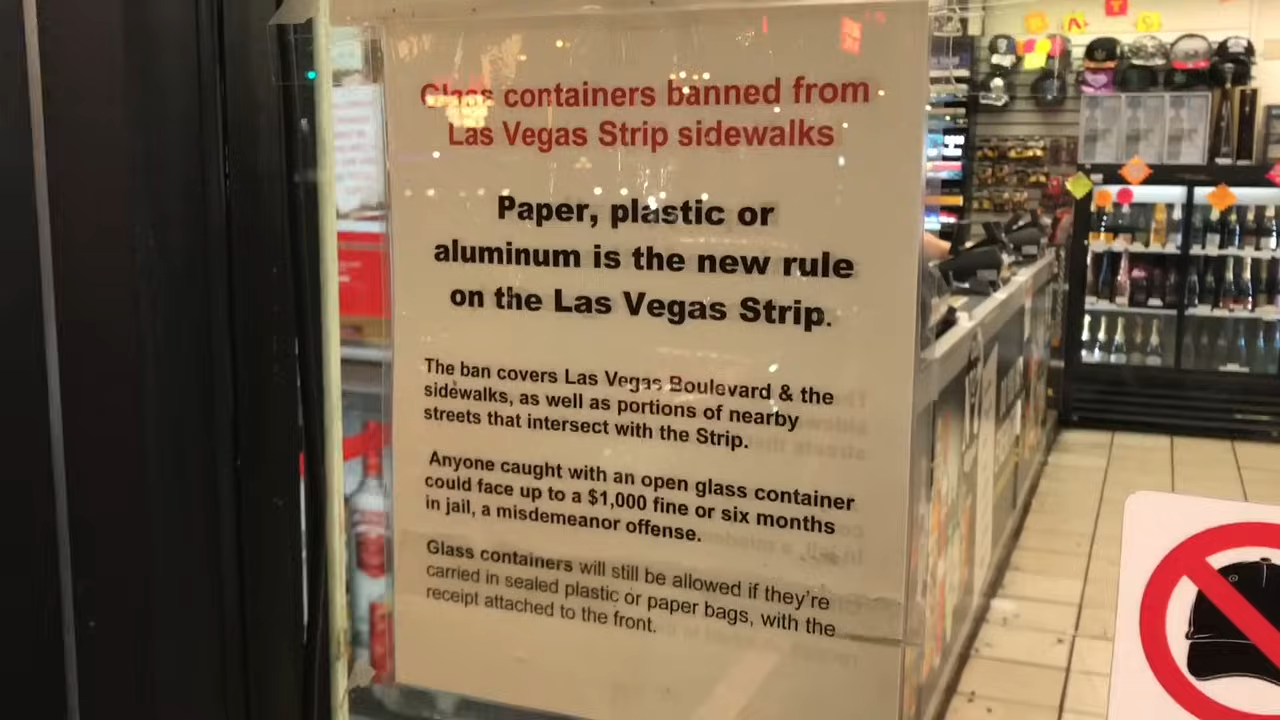 Glass containers banned from
Las Vegas Strip sidewalks
Paper, plastic or
aluminum is the new rule
on the Las Vegas Strip.
The ban covers Las Vegas Boulevard & the
sidewalks, as well as portions of nearby
streets that intersect with the Strip.
Anyone caught with an open glass container
could face up to a $1,000 fine or six months
in jail, a misdemeanor offense.
Glass containers will still be allowed if they're
carried in sealed plastic or paper bags, with the
receipt attached to the front.